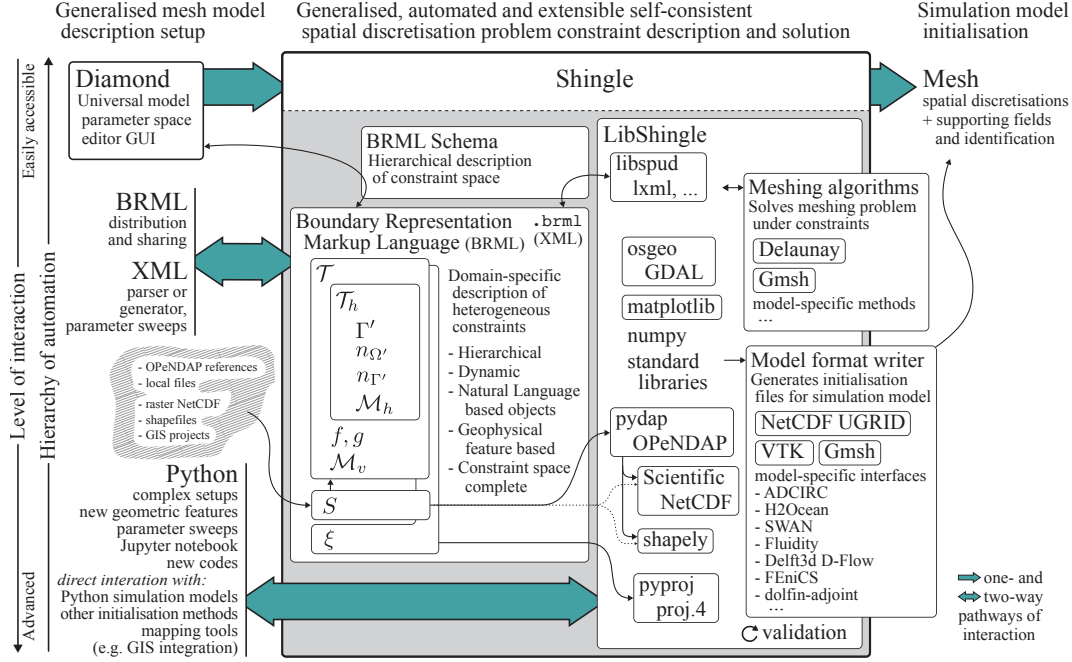 Generalised mesh model
description setup
Generalised, automated and extensible self-consistent
spatial discretisation problem constraint description and solution
Simulation model
initialisation
Level of interaction
Easily accessible
Advanced
Hierarchy of automation
Diamond
Universal model
parameter space
editor GUI
BRML
distribution
and sharing
XML
parser or
generator,
parameter sweeps
- OPeNDAP references
- local files
- raster NetCDF
- shapefiles
- GIS projects
Python
complex setups
new geometric features
parameter sweeps
Jupyter notebook
new codes
direct interation with:
Python simulation models
other initialisation methods
mapping tools
(e.g. GIS integration)
Shingle
BRML Schema
Hierarchical description
of constraint space
Boundary Representation
Markup Language (BRML)
.brml
(XML)
𝒯
𝒯h
Γ′
nΩ′
nΓ′
ℳh
f, g
ℳv
S
ξ
Domain-specific
description of
heterogeneous
constraints
- Hierarchical
- Dynamic
- Natural Language
based objects
- Geophysical
feature based
- Constraint space
complete
LibShingle
libspud
lxml, ...
osgeo
GDAL
matplotlib
numpy
standard
libraries
pydap
OPeNDAP
Scientific
NetCDF
shapely
pyproj
proj.4
validation
Meshing algorithms
Solves meshing problem
under constraints
Delaunay
Gmsh
model-specific methods
...
Model format writer
Generates initialisation
files for simulation model
NetCDF UGRID
VTK
Gmsh
model-specific interfaces
- ADCIRC
- H2Ocean
- SWAN
- Fluidity
- Delft3d D-Flow
- FEniCS
- dolfin-adjoint
...
Mesh
spatial discretisations
+ supporting fields
and identification
one- and
two-way
pathways of
interaction